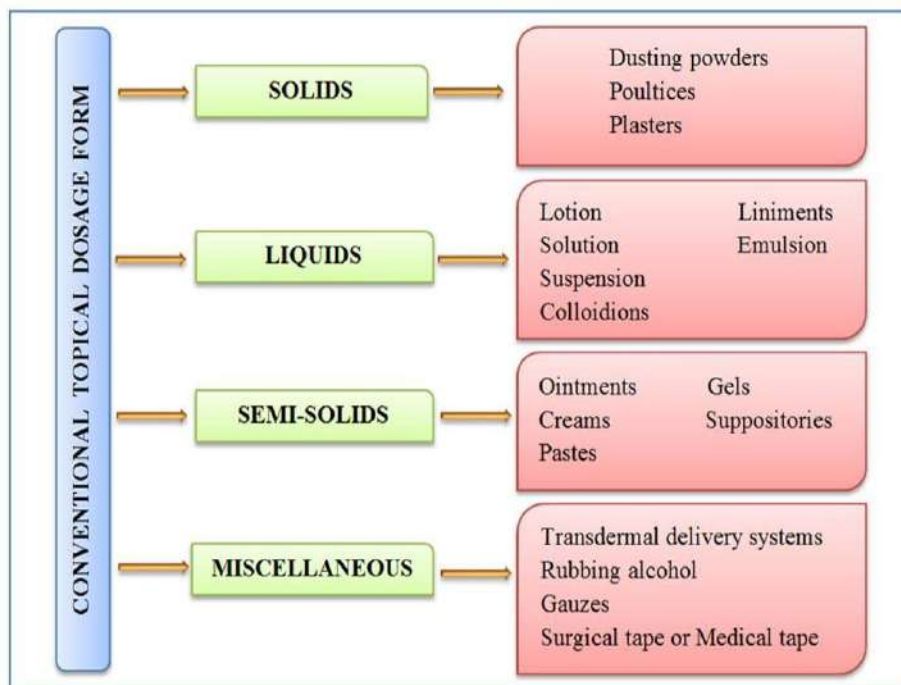 CONVENTIONAL TOPICAL DOSAGE FORM
SOLIDS
Dusting powders
Poultices
Plasters
LIQUIDS
Lotion Liniments
Solution Emulsion
Suspension
Colloidions
SEMI-SOLIDS
Ointments Gels
Creams Suppositories
Pastes
MISCELLANEOUS
Transdermal delivery systems
Rubbing alcohol
Gauzes
Surgical tape or Medical tape